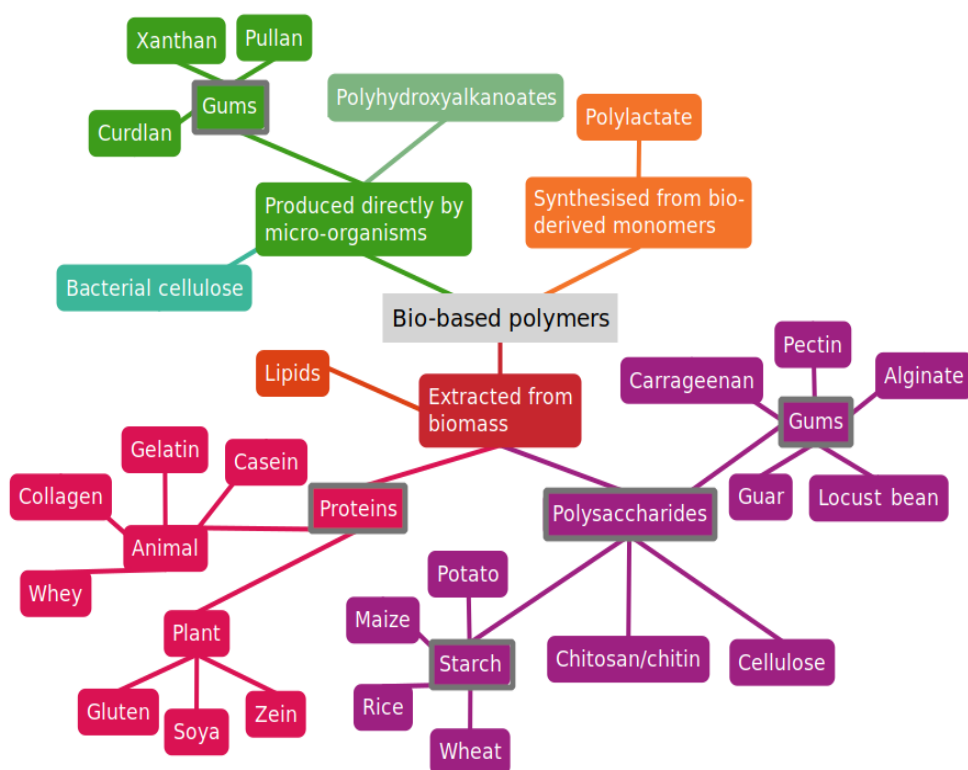 Xanthan
Pullan
Gums
Curdlan
Polyhydroxyalkanoates
Polylactate
Produced directly by
micro-organisms
Synthesised from bio-
derived monomers
Bacterial cellulose
Bio-based polymers
Lipids
Extracted from
biomass
Pectin
Carrageenan
Alginate
Gums
Guar
Locust bean
Gelatin
Casein
Collagen
Proteins
Animal
Whey
Polysaccharides
Plant
Gluten
Soya
Zein
Potato
Maize
Starch
Rice
Wheat
Chitosan/chitin
Cellulose